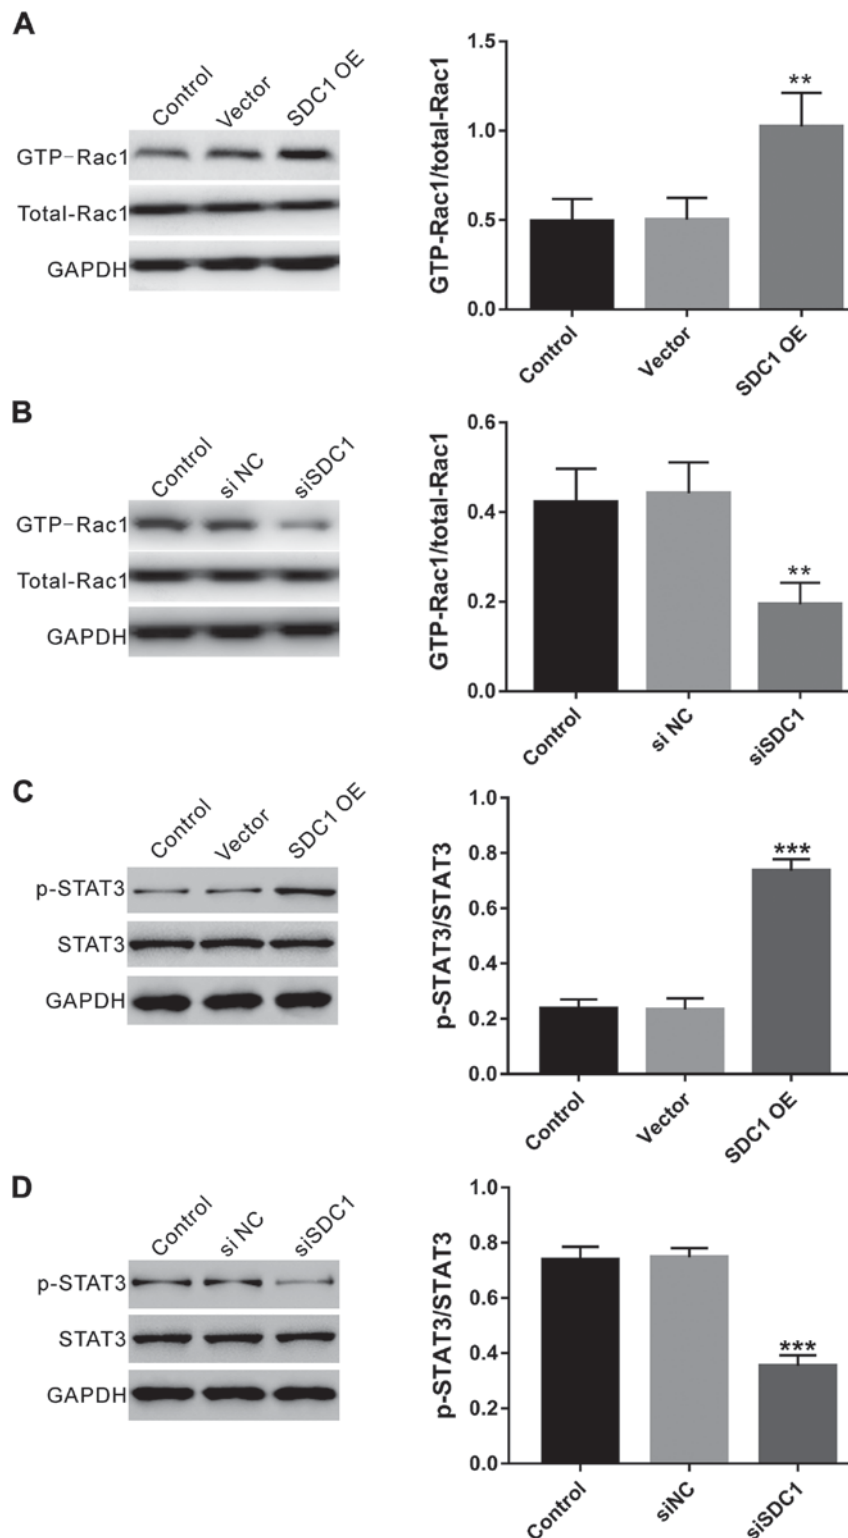 A
Control
Vector
SDC1 OE
GTP-Rac1
Total-Rac1
GAPDH
GTP-Rac1/total-Rac1
1.5
1.0
0.5
0.0
**
Control
Vector
SDC1 OE
B
Control
si NC
siSDC1
GTP-Rac1
Total-Rac1
GAPDH
GTP-Rac1/total-Rac1
0.6
0.4
0.2
0.0
**
Control
si NC
siSDC1
C
Control
Vector
SDC1 OE
p-STAT3
STAT3
GAPDH
p-STAT3/STAT3
1.0
0.8
0.6
0.4
0.2
0.0
***
Control
Vector
SDC1 OE
D
Control
siNC
siSDC1
p-STAT3
STAT3
GAPDH
p-STAT3/STAT3
1.0
0.8
0.6
0.4
0.2
0.0
***
Control
siNC
siSDC1